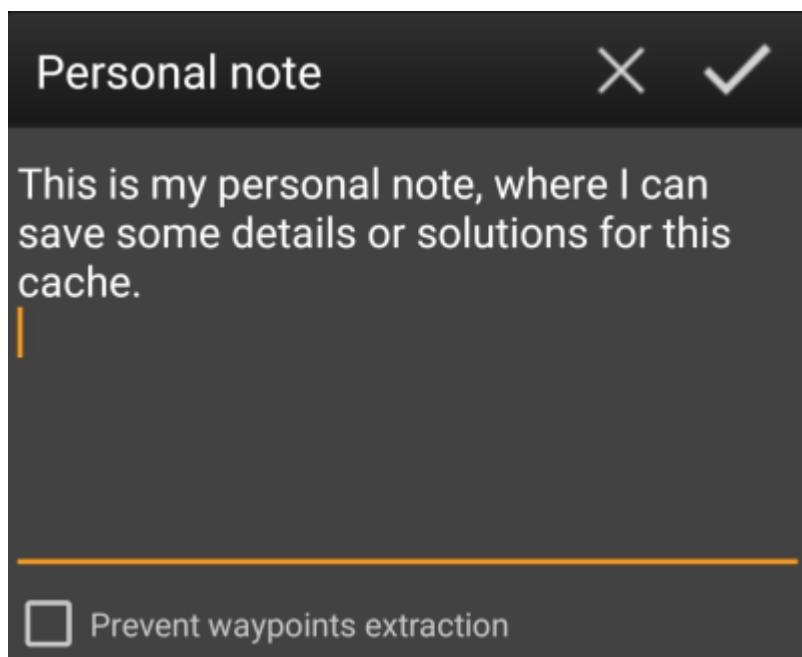 Personal note
This is my personal note, where I can
save some details or solutions for this
cache.
Prevent waypoints extraction